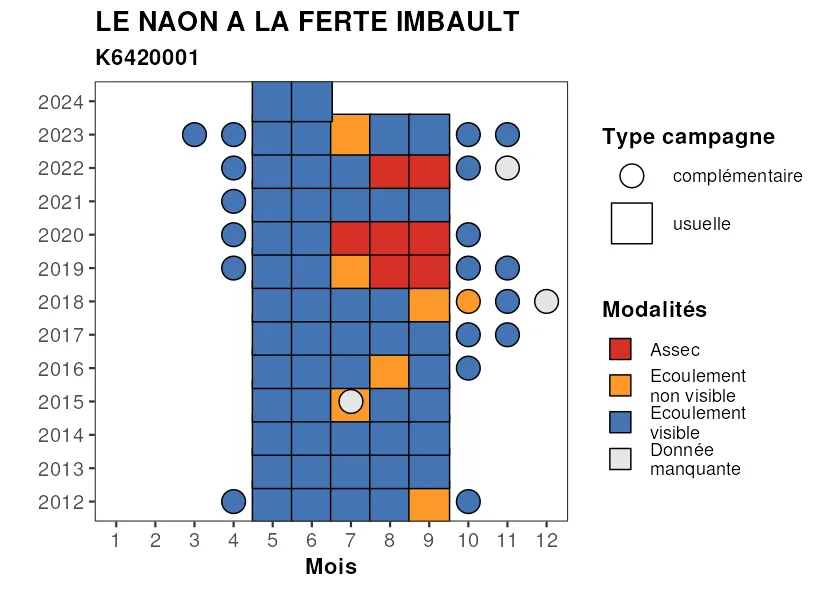 LE NAON A LA FERTE IMBAULT
K6420001
2024
2023
2022
2021
2020
2019
2018
2017
2016
2015
2014
2013
2012
1 2 3 4 5 6 7 8 9 10 11 12
Mois
Type campagne
complémentaire
usuelle
Modalités
Assec
Ecoulement
non visible
Ecoulement
visible
Donnée
manquante